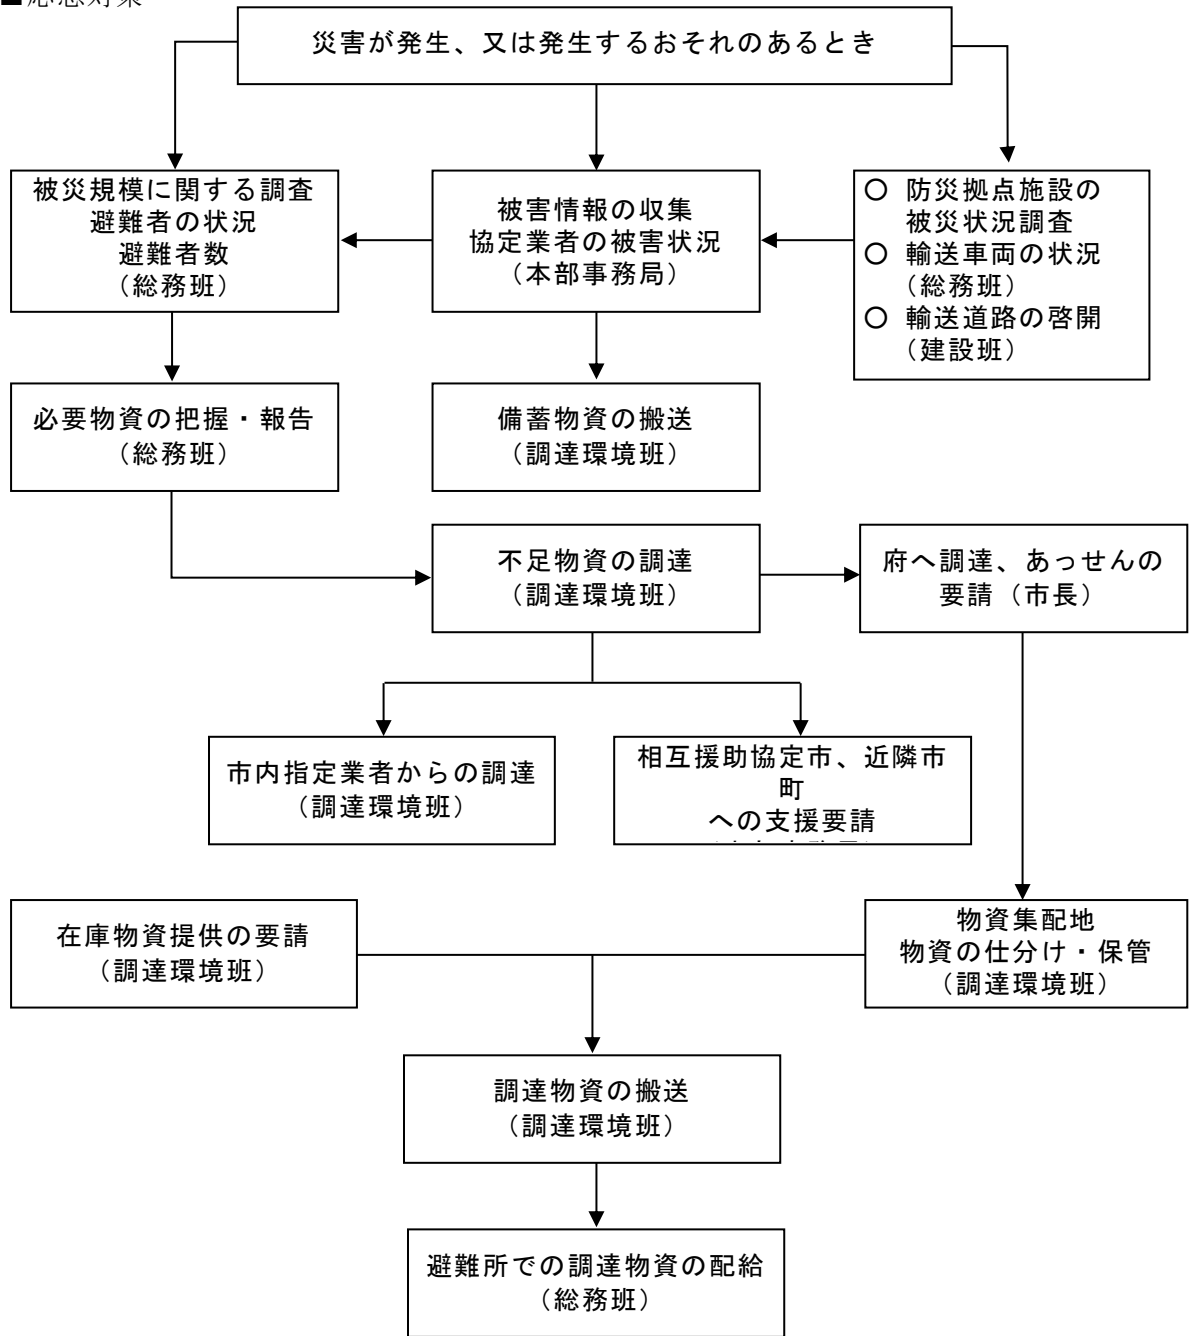 ■応急対策
災害が発生、又は発生するおそれのあるとき
被災規模に関する調査
避難者の状況
避難者数
（総務班）
被害情報の収集
協定業者の被害状況
（本部事務局）
〇 防災拠点施設の
被災状況調査
〇 輸送車両の状況
（総務班）
〇 輸送道路の啓開
（建設班）
必要物資の把握・報告
（総務班）
備蓄物資の搬送
（調達環境班）
不足物資の調達
（調達環境班）
府へ調達、あっせんの
要請（市長）
市内指定業者からの調達
（調達環境班）
相互援助協定市、近隣市
町
への支援要請
在庫物資提供の要請
（調達環境班）
物資集配地
物資の仕分け・保管
（調達環境班）
調達物資の搬送
（調達環境班）
避難所での調達物資の配給
（総務班）